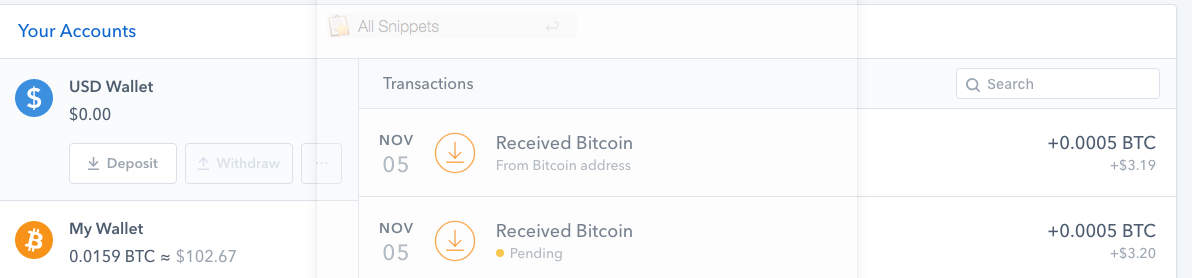 Your Accounts
All Snippets
USD Wallet
$0.00
Deposit
Withdraw
...
My Wallet
0.0159 BTC ≈ $102.67
Transactions
Search
NOV
05
Received Bitcoin
From Bitcoin address
+0.0005 BTC
+$3.19
NOV
05
Received Bitcoin
Pending
+0.0005 BTC
+$3.20